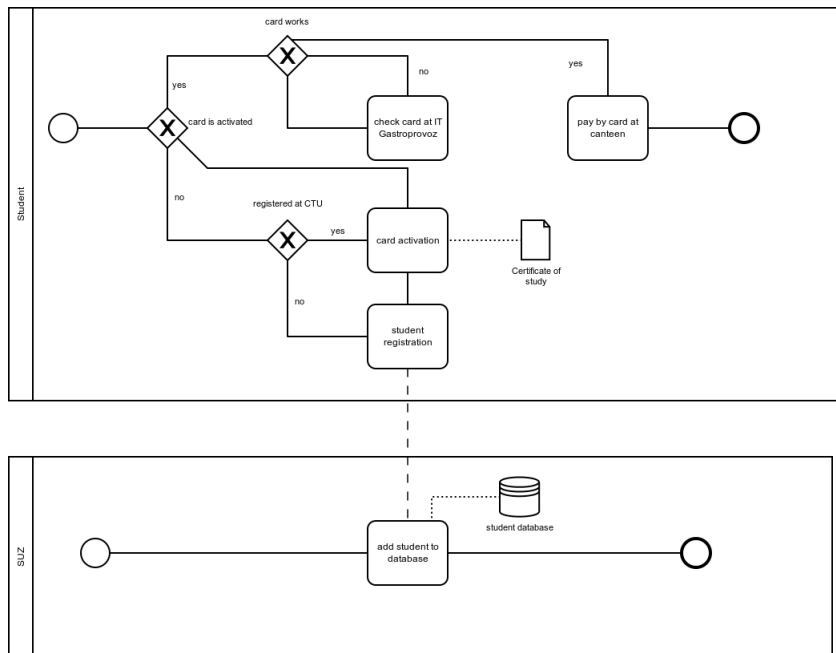 card works
yes
no
yes
card is activated
check card at IT
Gastroprovoz
pay by card at
canteen
Student
no
registered at CTU
yes
card activation
Certificate of
study
no
student
registration
SUZ
student database
add student to
database